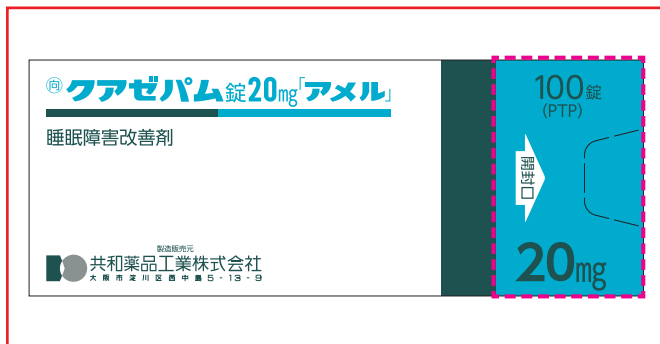 向 クアゼパム錠20mg「アメル」
睡眠障害改善剤
製造販売元
共和薬品工業株式会社
大阪市淀川区西中島5-13-9
100錠
(PTP)
開封口
20mg